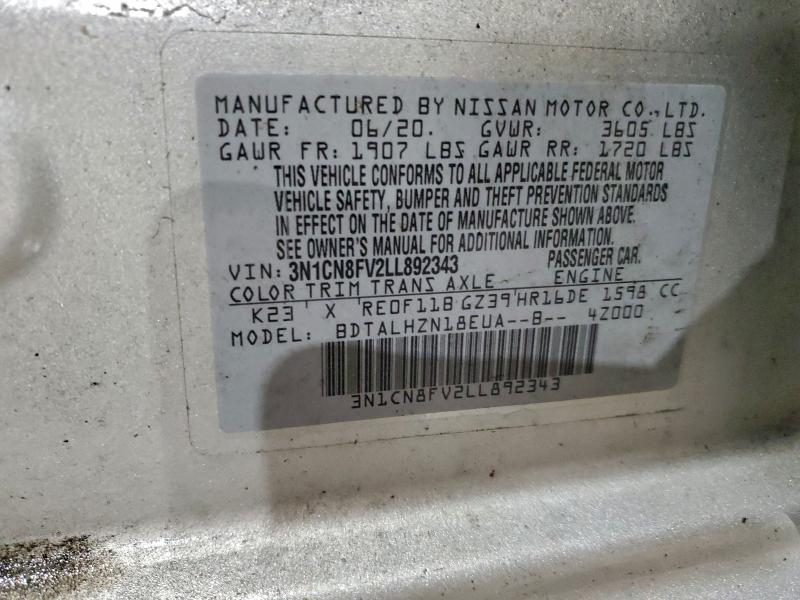 MANUFACTURED BY NISSAN MOTOR CO., LTD.
DATE: 06/20. GVWR: 3605 LBS
GAWR FR: 1907 LBS GAWR RR: 1720 LBS
THIS VEHICLE CONFORMS TO ALL APPLICABLE FEDERAL MOTOR
VEHICLE SAFETY, BUMPER AND THEFT PREVENTION STANDARDS
IN EFFECT ON THE DATE OF MANUFACTURE SHOWN ABOVE.
SEE OWNER'S MANUAL FOR ADDITIONAL INFORMATION.
VIN: 3N1CN8FV2LL892343 PASSENGER CAR.
COLOR TRIM TRANS AXLE ENGINE
K23 X RE0F11B GZ39 HR16DE 1598 CC
MODEL: BDTALHZN18EUA--B-- 4Z000
3N1CN8FV2LL892343